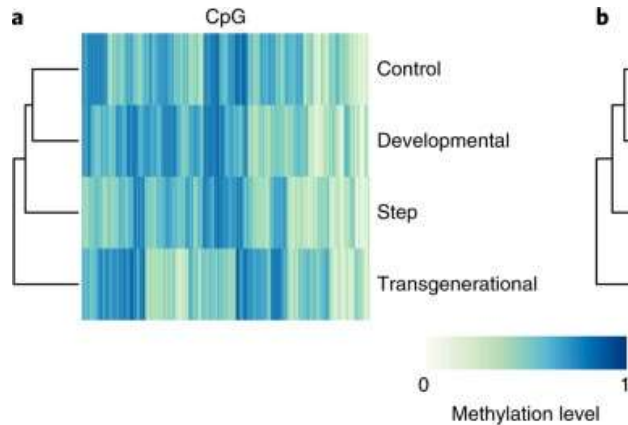 a
CpG
b
Control
Developmental
Step
Transgenerational
0
1
Methylation level